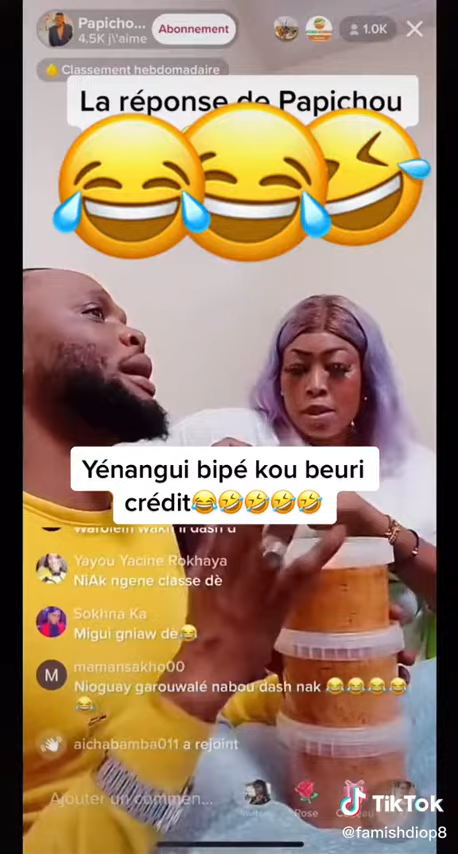 Papicho...
4.5K j\'aime
Abonnement
1.0K
Classement hebdomadaire
La réponse de Papichou
Yénangui bipé kou beuri
crédit
Yayou Yacine Rokhaya
NiAk ngene classe dè
Sokhna Ka
Migui gniaw dè
M
mamansakho00
Nioguay garouwalé nabou dash nak
aichabamba011 a rejoint
Ajouter un commen...
Rose
TikTok
@famishdiop8